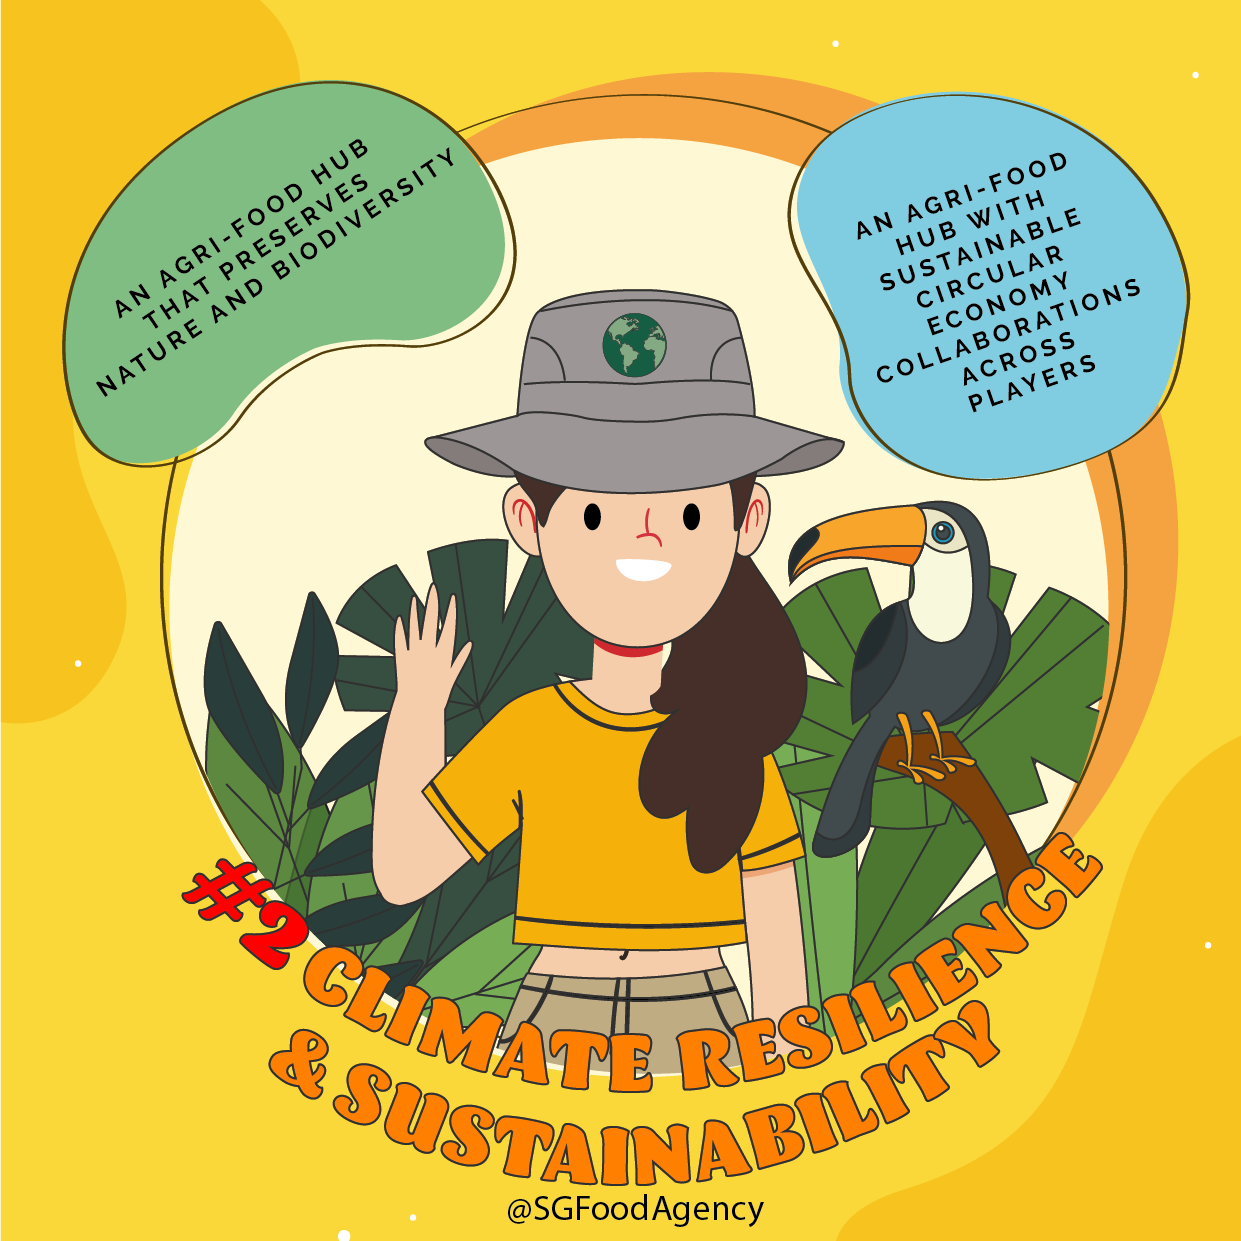 AN AGRI-FOOD HUB
THAT PRESERVES
NATURE AND BIODIVERSITY
AN AGRI-FOOD
HUB WITH
SUSTAINABLE
CIRCULAR
ECONOMY
COLLABORATIONS
ACROSS
PLAYERS
#2 CLIMATE RESILIENCE
& SUSTAINABILITY
@SGFoodAgency